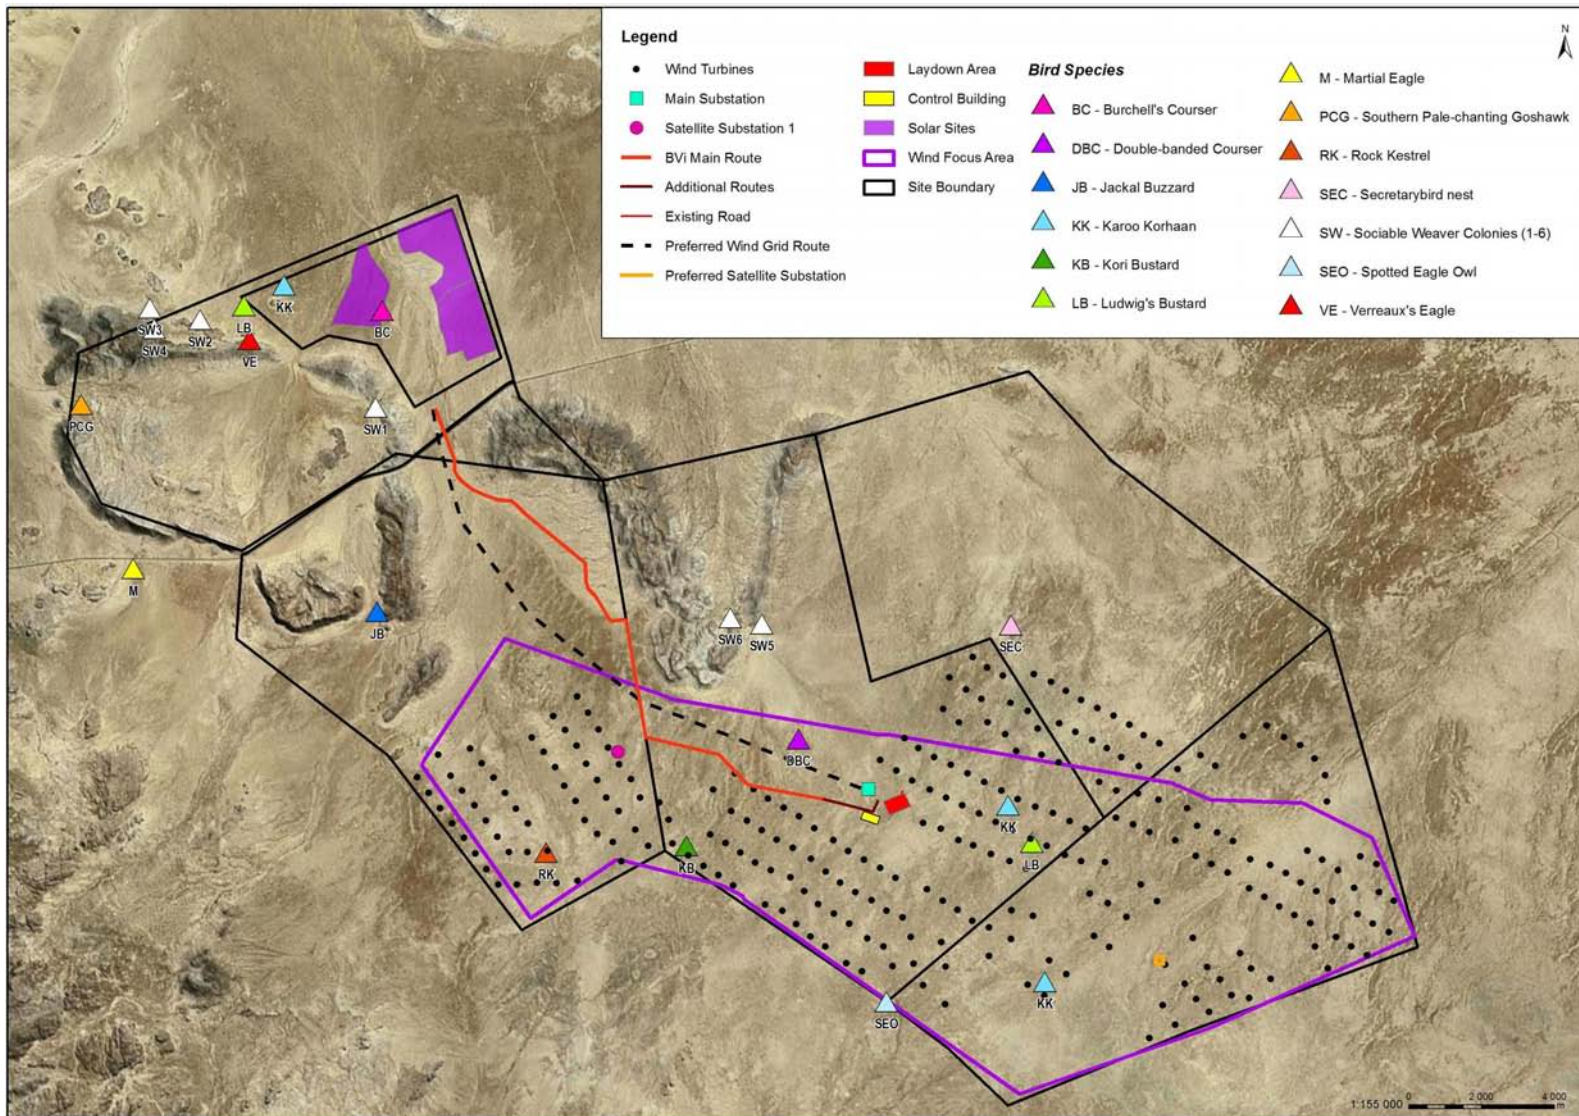 N
Legend
Wind Turbines
Main Substation
Satellite Substation 1
BVi Main Route
Additional Routes
Existing Road
Preferred Wind Grid Route
Preferred Satellite Substation
Laydown Area
Control Building
Solar Sites
Wind Focus Area
Site Boundary
Bird Species
BC - Burchell's Courser
DBC - Double-banded Courser
JB - Jackal Buzzard
KK - Karoo Korhaan
KB - Kori Bustard
LB - Ludwig's Bustard
M - Martial Eagle
PCG - Southern Pale-chanting Goshawk
RK - Rock Kestrel
SEC - Secretarybird nest
SW - Sociable Weaver Colonies (1-6)
SEO - Spotted Eagle Owl
VE - Verreaux's Eagle
KK
SW3
LB
BC
SW2
SW4
VE
PCG
SW1
M
JB
SW6
SW5
SEC
DBC
KK
LB
RK
KB
KK
SEO
1:155 000
0
2 000
4 000
m